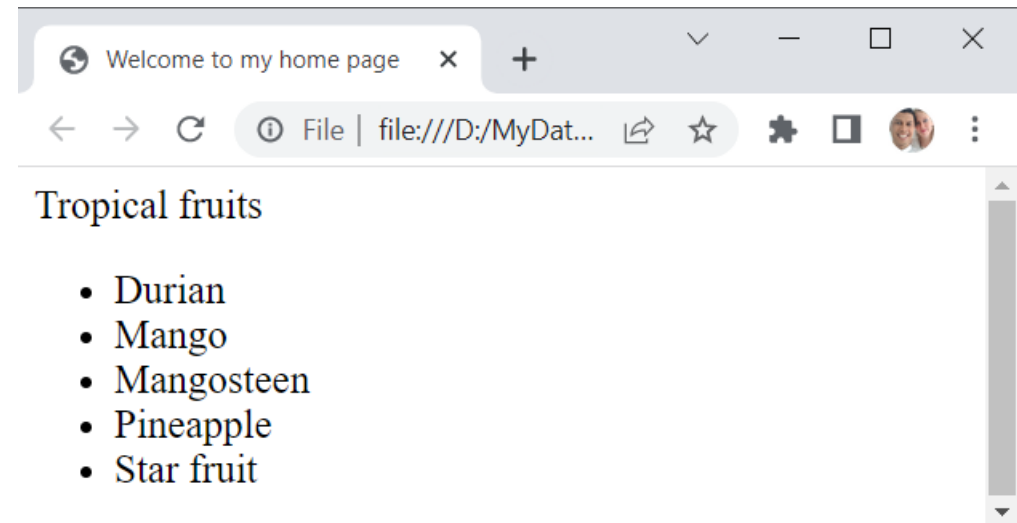 Welcome to my home page
File | file:///D:/MyDat...
Tropical fruits
• Durian
• Mango
• Mangosteen
• Pineapple
• Star fruit